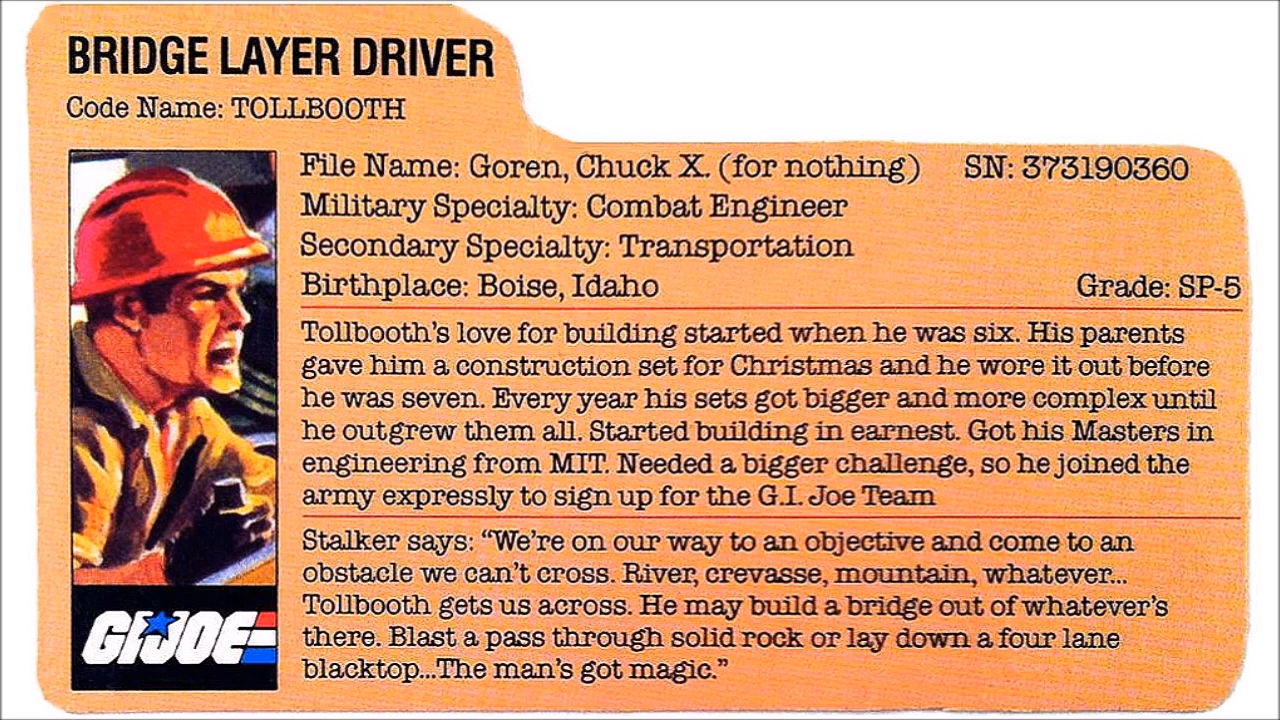 BRIDGE LAYER DRIVER
Code Name: TOLLBOOTH
File Name: Goren, Chuck X. (for nothing) SN: 373190360
Military Specialty: Combat Engineer
Secondary Specialty: Transportation
Birthplace: Boise, Idaho Grade: SP-5
Tollbooth's love for building started when he was six. His parents
gave him a construction set for Christmas and he wore it out before
he was seven. Every year his sets got bigger and more complex until
he outgrew them all. Started building in earnest. Got his Masters in
engineering from MIT. Needed a bigger challenge, so he joined the
army expressly to sign up for the G.I. Joe Team
Stalker says: “We're on our way to an objective and come to an
obstacle we can't cross. River, crevasse, mountain, whatever...
Tollbooth gets us across. He may build a bridge out of whatever's
there. Blast a pass through solid rock or lay down a four lane
blacktop...The man's got magic.”
GI JOE